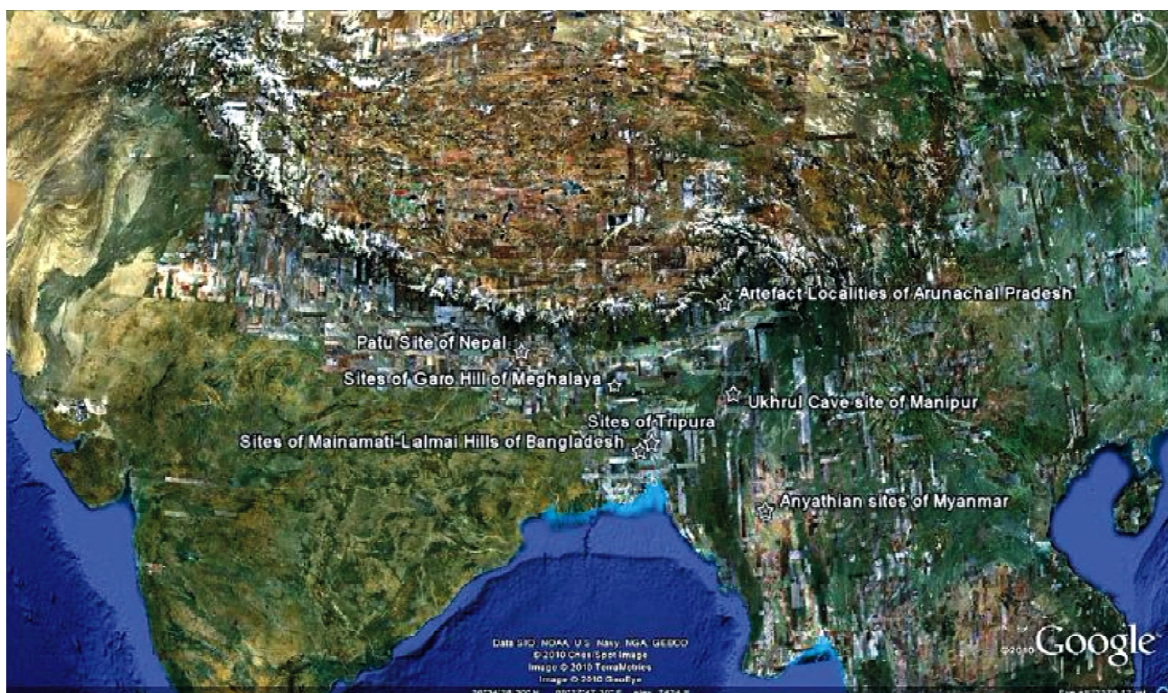 Artefact Localities of Arunachal Pradesh
Patu Site of Nepal
Sites of Garo Hill of Meghalaya
Ukhrul Cave site of Manipur
Sites of Tripura
Sites of Mainamati-Lalmai Hills of Bangladesh
Anyathian sites of Myanmar
Data SIO, NOAA, U.S. Navy, NGA, GEBCO
© 2010 Cnes/Spot Image
Image © 2010 TerraMetrics
Image © 2010 GeoEye
©2010 Google